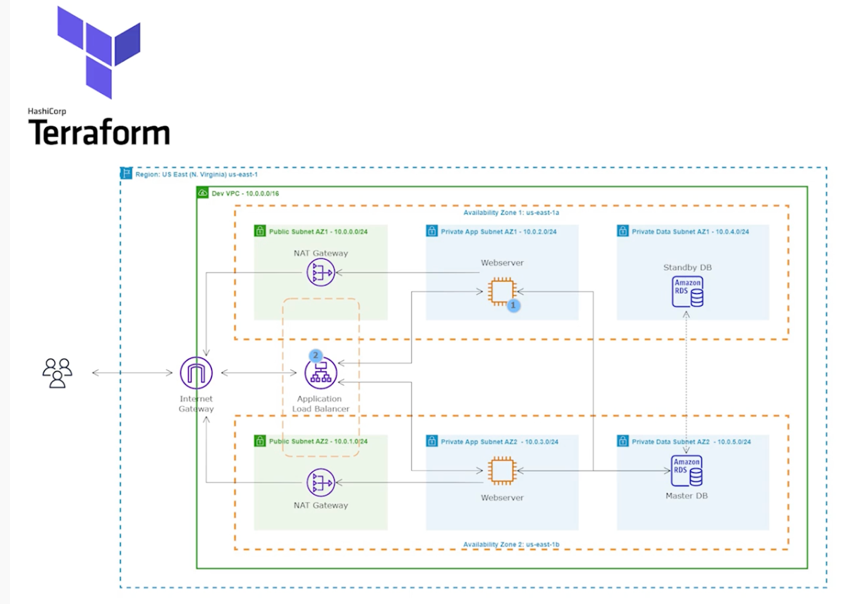 HashiCorp
Terraform
Region: US East (N. Virginia) us-east-1
Dev VPC - 10.0.0.0/16
Availability Zone 1: us-east-1a
Public Subnet AZ1 - 10.0.0.0/24
Private App Subnet AZ1 - 10.0.2.0/24
Private Data Subnet AZ1 - 10.0.4.0/24
NAT Gateway
Webserver
Standby DB
Amazon
RDS
1
2
Internet
Gateway
Application
Load Balancer
Public Subnet AZ2 - 10.0.1.0/24
Private App Subnet AZ2 - 10.0.3.0/24
Private Data Subnet AZ2 - 10.0.5.0/24
Amazon
RDS
NAT Gateway
Webserver
Master DB
Availability Zone 2: us-east-1b